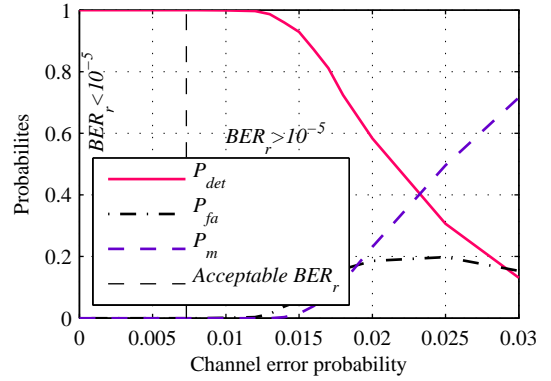 1
0.8
0.6
0.4
0.2
0
Probabilites
BER_r<10^-5
BER_r>10^-5
P_det
P_fa
P_m
Acceptable BER_r
0 0.005 0.01 0.015 0.02 0.025 0.03
Channel error probability